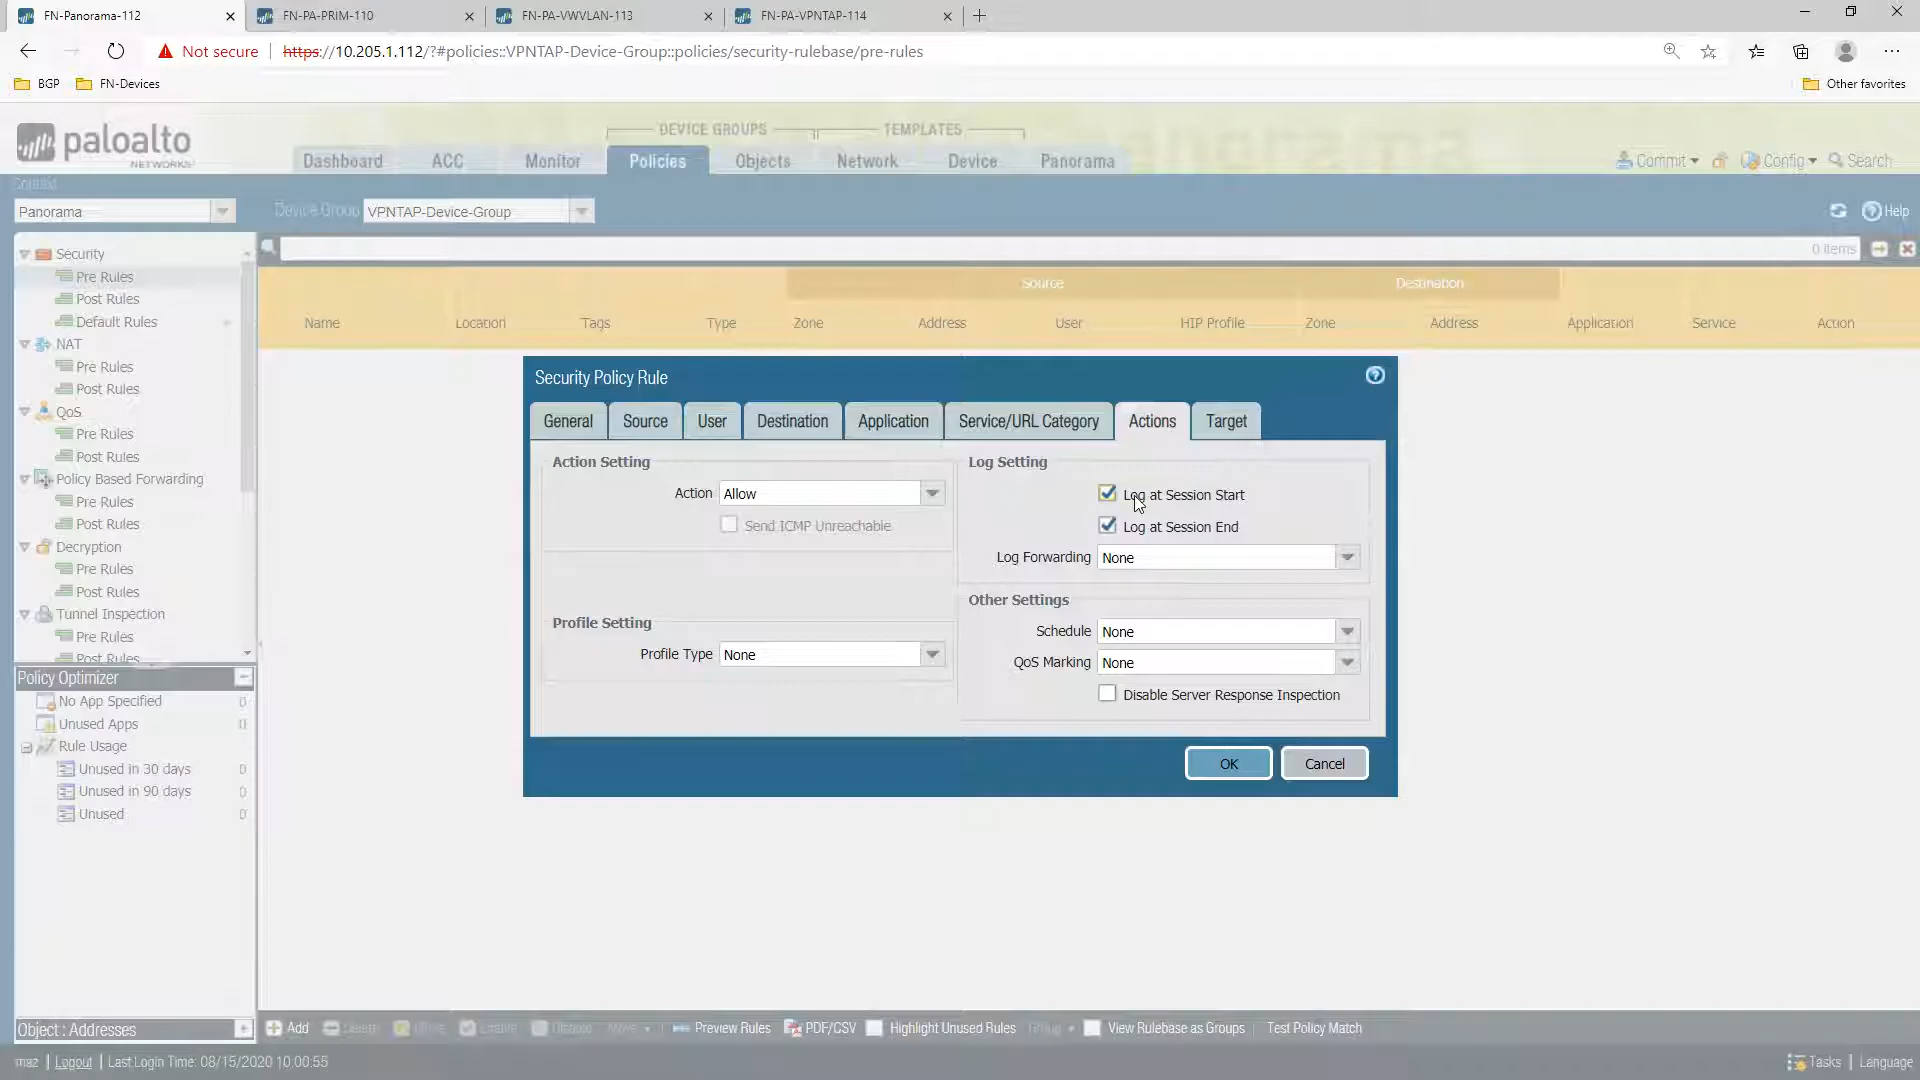 FN-Panorama-112
FN-PA-PRIM-110
FN-PA-VWVLAN-113
FN-PA-VPNTAP-114
Not secure
https://10.205.1.112/?#policies::VPNTAP-Device-Group::policies/security-rulebase/pre-rules
BGP
FN-Devices
Other favorites
paloalto
NETWORKS
DEVICE GROUPS
TEMPLATES
Dashboard
ACC
Monitor
Policies
Objects
Network
Device
Panorama
Commit
Config
Search
Context
Panorama
Device Group
VPNTAP-Device-Group
Help
0 items
Security
Pre Rules
Post Rules
Default Rules
NAT
Pre Rules
Post Rules
QoS
Pre Rules
Post Rules
Policy Based Forwarding
Pre Rules
Post Rules
Decryption
Pre Rules
Post Rules
Tunnel Inspection
Pre Rules
Post Rules
Source
Destination
Name
Location
Tags
Type
Zone
Address
User
HIP Profile
Zone
Address
Application
Service
Action
Security Policy Rule
General
Source
User
Destination
Application
Service/URL Category
Actions
Target
Action Setting
Action
Allow
Send ICMP Unreachable
Profile Setting
Profile Type
None
Log Setting
Log at Session Start
Log at Session End
Log Forwarding
None
Other Settings
Schedule
None
QoS Marking
None
Disable Server Response Inspection
OK
Cancel
Policy Optimizer
No App Specified 0
Unused Apps 0
Rule Usage
Unused in 30 days 0
Unused in 90 days 0
Unused 0
Object : Addresses
Add
Delete
Clone
Enable
Disable
Move
Preview Rules
PDF/CSV
Highlight Unused Rules
Group
View Rulebase as Groups
Test Policy Match
maz
Logout
Last Login Time: 08/15/2020 10:00:55
Tasks
Language